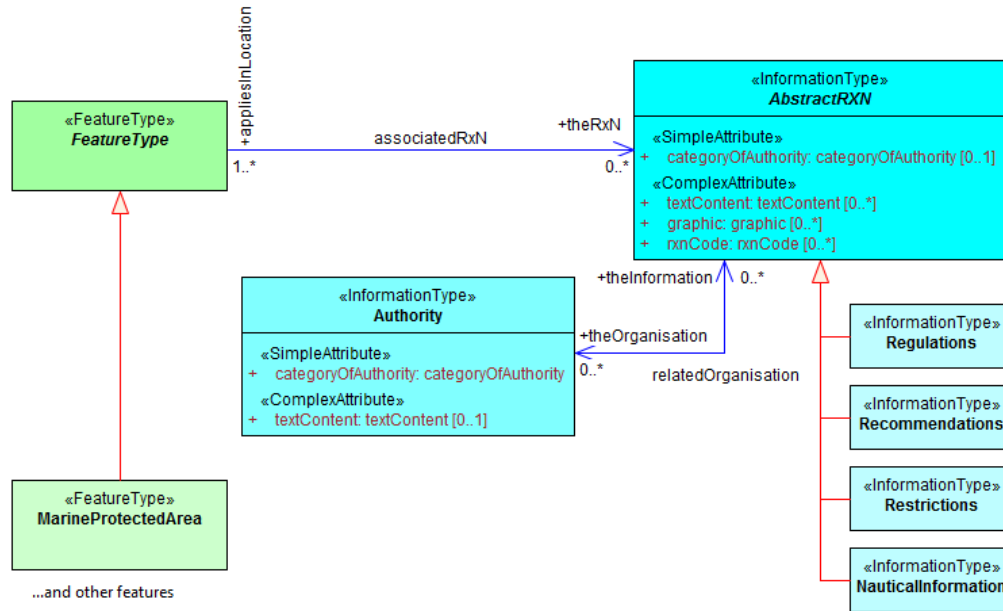 +appliesInLocation
«FeatureType»
FeatureType
associatedRxN
+theRxN
1..*
0..*
«InformationType»
AbstractRXN
«SimpleAttribute»
+ categoryOfAuthority: categoryOfAuthority [0..1]
«ComplexAttribute»
+ textContent: textContent [0..*]
+ graphic: graphic [0..*]
+ rxnCode: rxnCode [0..*]
+theInformation
0..*
«InformationType»
Authority
«SimpleAttribute»
+ categoryOfAuthority: categoryOfAuthority
«ComplexAttribute»
+ textContent: textContent [0..1]
+theOrganisation
0..*
relatedOrganisation
«InformationType»
Regulations
«InformationType»
Recommendations
«InformationType»
Restrictions
«InformationType»
NauticalInformation
«FeatureType»
MarineProtectedArea
...and other features